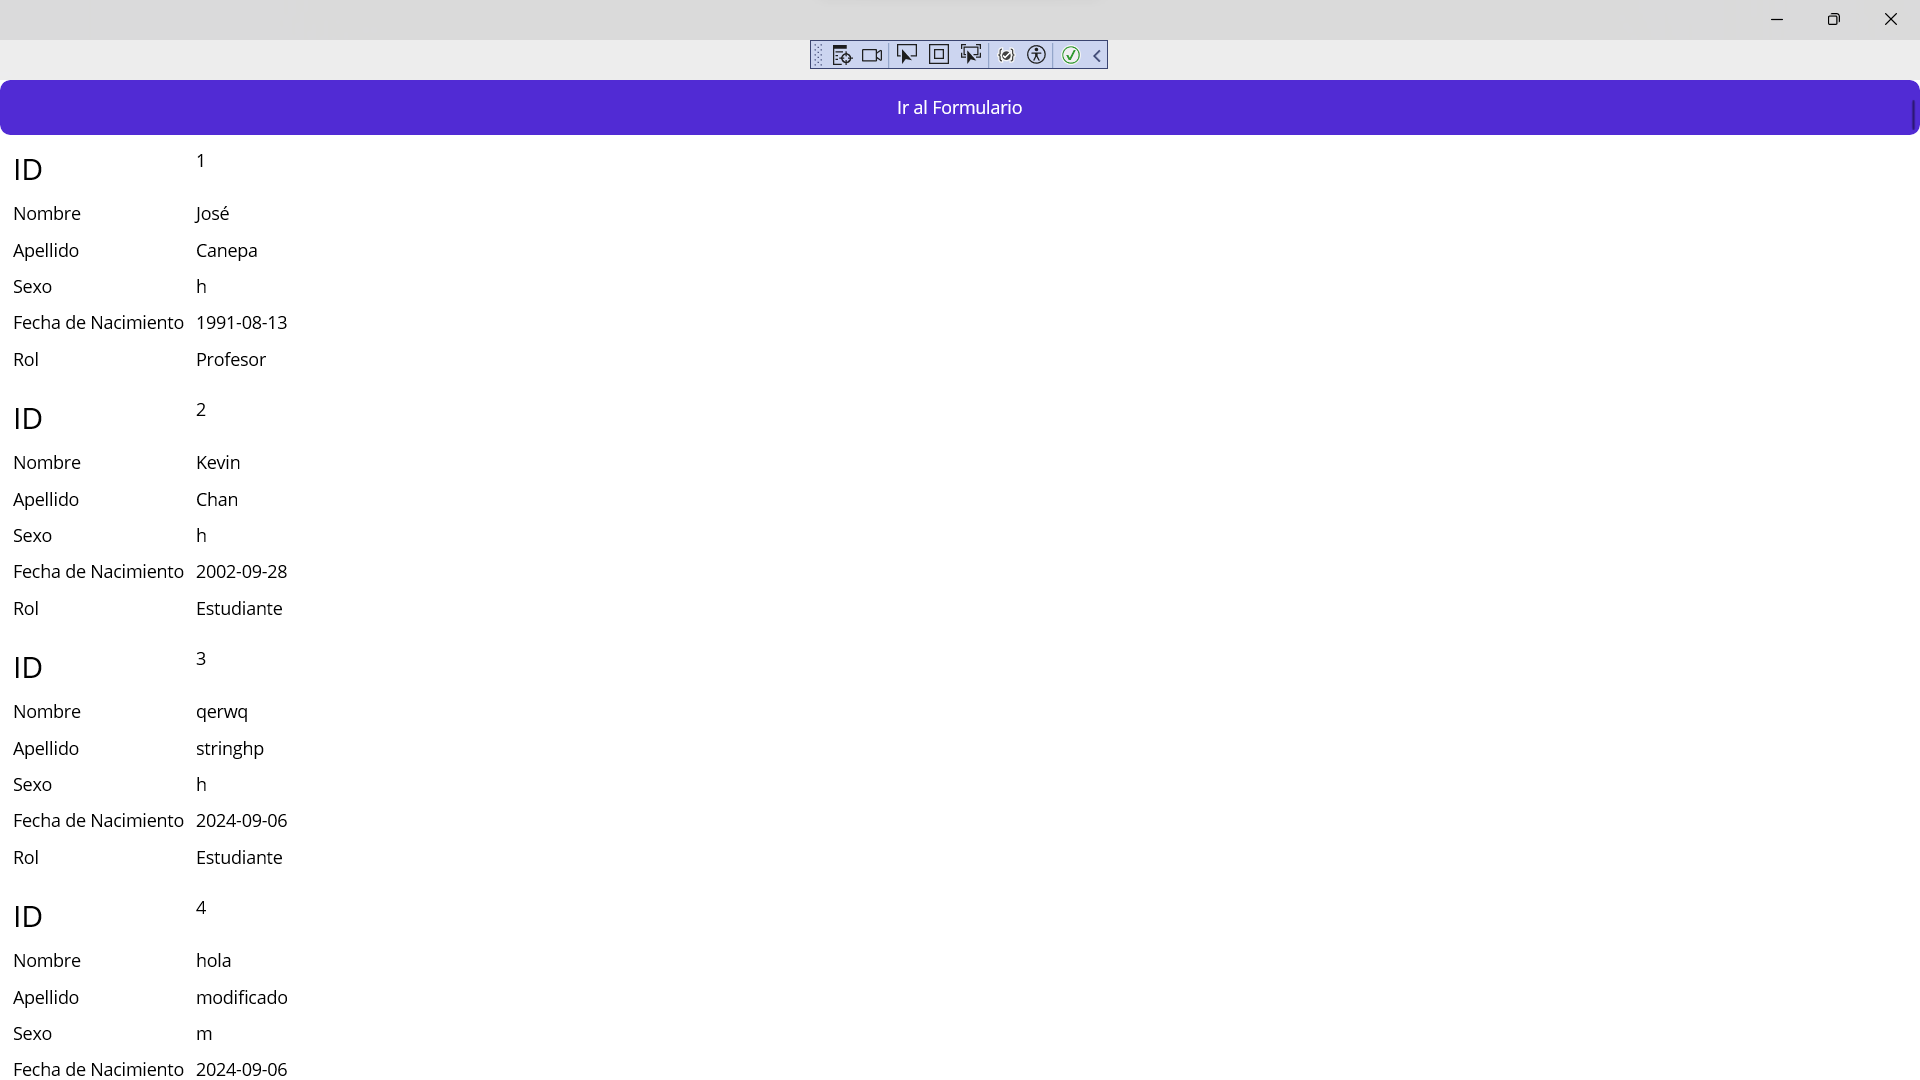 Ir al Formulario
ID 1
Nombre José
Apellido Canepa
Sexo h
Fecha de Nacimiento 1991-08-13
Rol Profesor
ID 2
Nombre Kevin
Apellido Chan
Sexo h
Fecha de Nacimiento 2002-09-28
Rol Estudiante
ID 3
Nombre qerwq
Apellido stringhp
Sexo h
Fecha de Nacimiento 2024-09-06
Rol Estudiante
ID 4
Nombre hola
Apellido modificado
Sexo m
Fecha de Nacimiento 2024-09-06